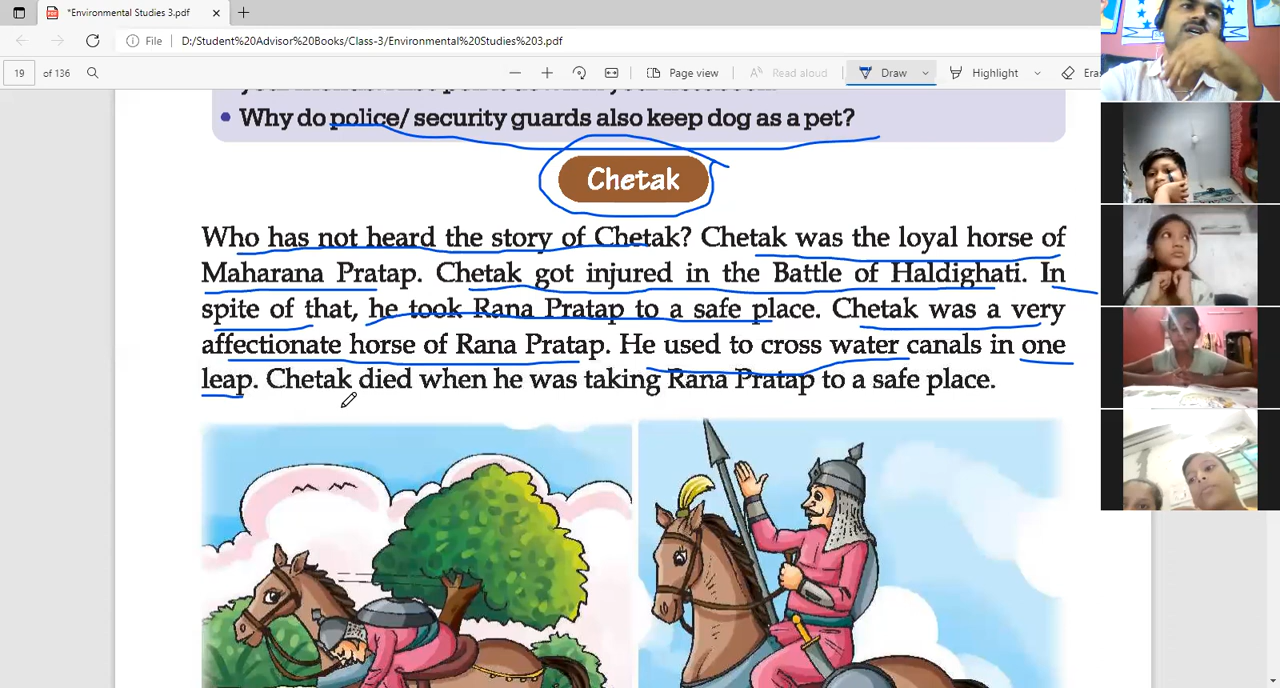 *Environmental Studies 3.pdf
File D:/Student%20Advisor%20Books/Class-3/Environmental%20Studies%203.pdf
19 of 136 Page view Read aloud Draw Highlight Era
Why do police/ security guards also keep dog as a pet?
Chetak
Who has not heard the story of Chetak? Chetak was the loyal horse of
Maharana Pratap. Chetak got injured in the Battle of Haldighati. In
spite of that, he took Rana Pratap to a safe place. Chetak was a very
affectionate horse of Rana Pratap. He used to cross water canals in one
leap. Chetak died when he was taking Rana Pratap to a safe place.